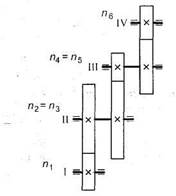 n₆
IV
n₄ = n₅
III
n₂ = n₃
II
n₁
I